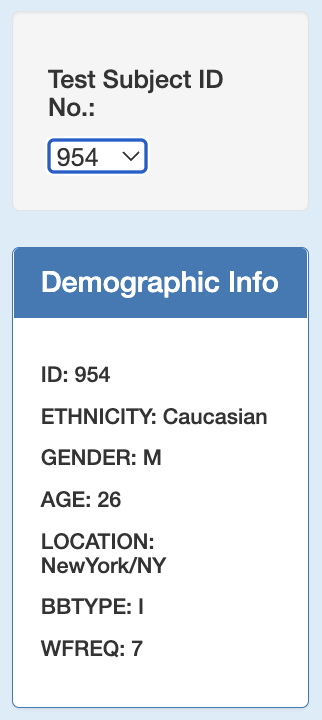 Test Subject ID
No.:
954
Demographic Info
ID: 954
ETHNICITY: Caucasian
GENDER: M
AGE: 26
LOCATION:
NewYork/NY
BBTYPE: I
WFREQ: 7